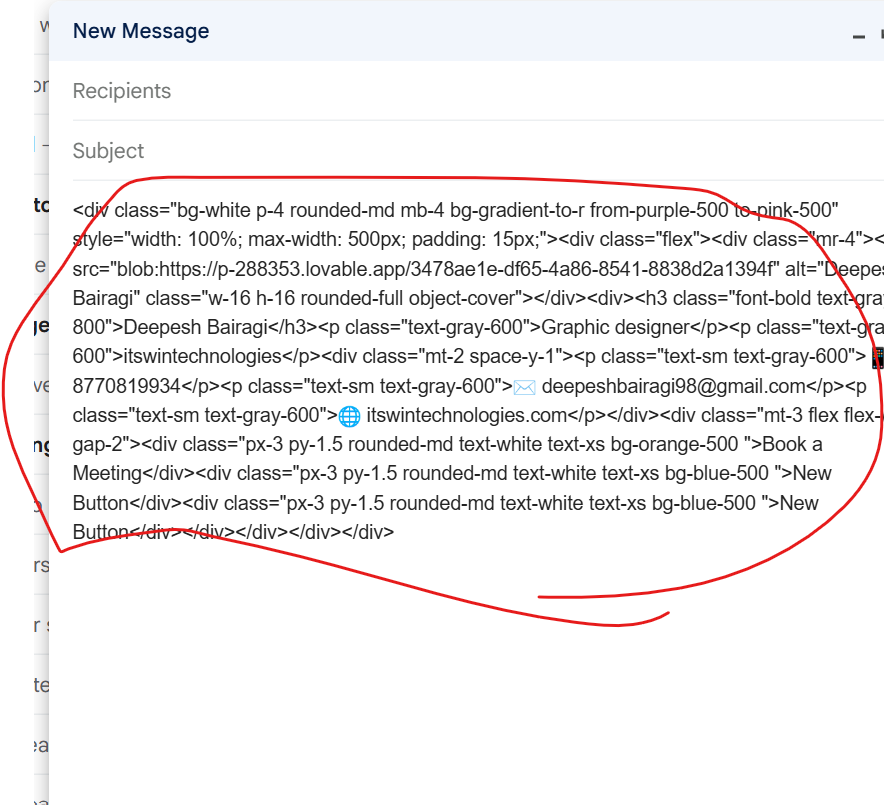 New Message
Recipients
Subject
<div class="bg-white p-4 rounded-md mb-4 bg-gradient-to-r from-purple-500 to-pink-500"
style="width: 100%; max-width: 500px; padding: 15px;"><div class="flex"><div class="mr-4"><
src="blob:https://p-288353.lovable.app/3478ae1e-df65-4a86-8541-8838d2a1394f" alt="Deepe
Bairagi" class="w-16 h-16 rounded-full object-cover"></div><div><h3 class="font-bold text-gra
800">Deepesh Bairagi</h3><p class="text-gray-600">Graphic designer</p><p class="text-gra
600">itswintechnologies</p><div class="mt-2 space-y-1"><p class="text-sm text-gray-600"> 📱
8770819934</p><p class="text-sm text-gray-600">✉️ deepeshbairagi98@gmail.com</p><p
class="text-sm text-gray-600">🌐 itswintechnologies.com</p></div><div class="mt-3 flex flex-
gap-2"><div class="px-3 py-1.5 rounded-md text-white text-xs bg-orange-500 ">Book a
Meeting</div><div class="px-3 py-1.5 rounded-md text-white text-xs bg-blue-500 ">New
Button</div><div class="px-3 py-1.5 rounded-md text-white text-xs bg-blue-500 ">New
Button</div></div></div></div></div>